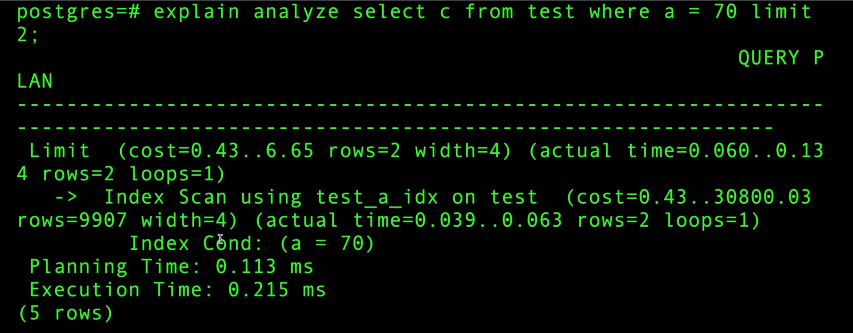 postgres=# explain analyze select c from test where a = 70 limit
2;
QUERY P
LAN
-----------------------------------------------------------------
-------------------------------------------------------------
Limit  (cost=0.43..6.65 rows=2 width=4) (actual time=0.060..0.13
4 rows=2 loops=1)
->  Index Scan using test_a_idx on test  (cost=0.43..30800.03
rows=9907 width=4) (actual time=0.039..0.063 rows=2 loops=1)
Index Cond: (a = 70)
Planning Time: 0.113 ms
Execution Time: 0.215 ms
(5 rows)